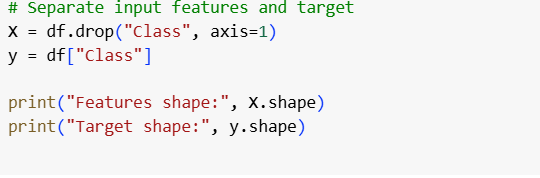 # Separate input features and target
X = df.drop("Class", axis=1)
y = df["Class"]
print("Features shape:", X.shape)
print("Target shape:", y.shape)